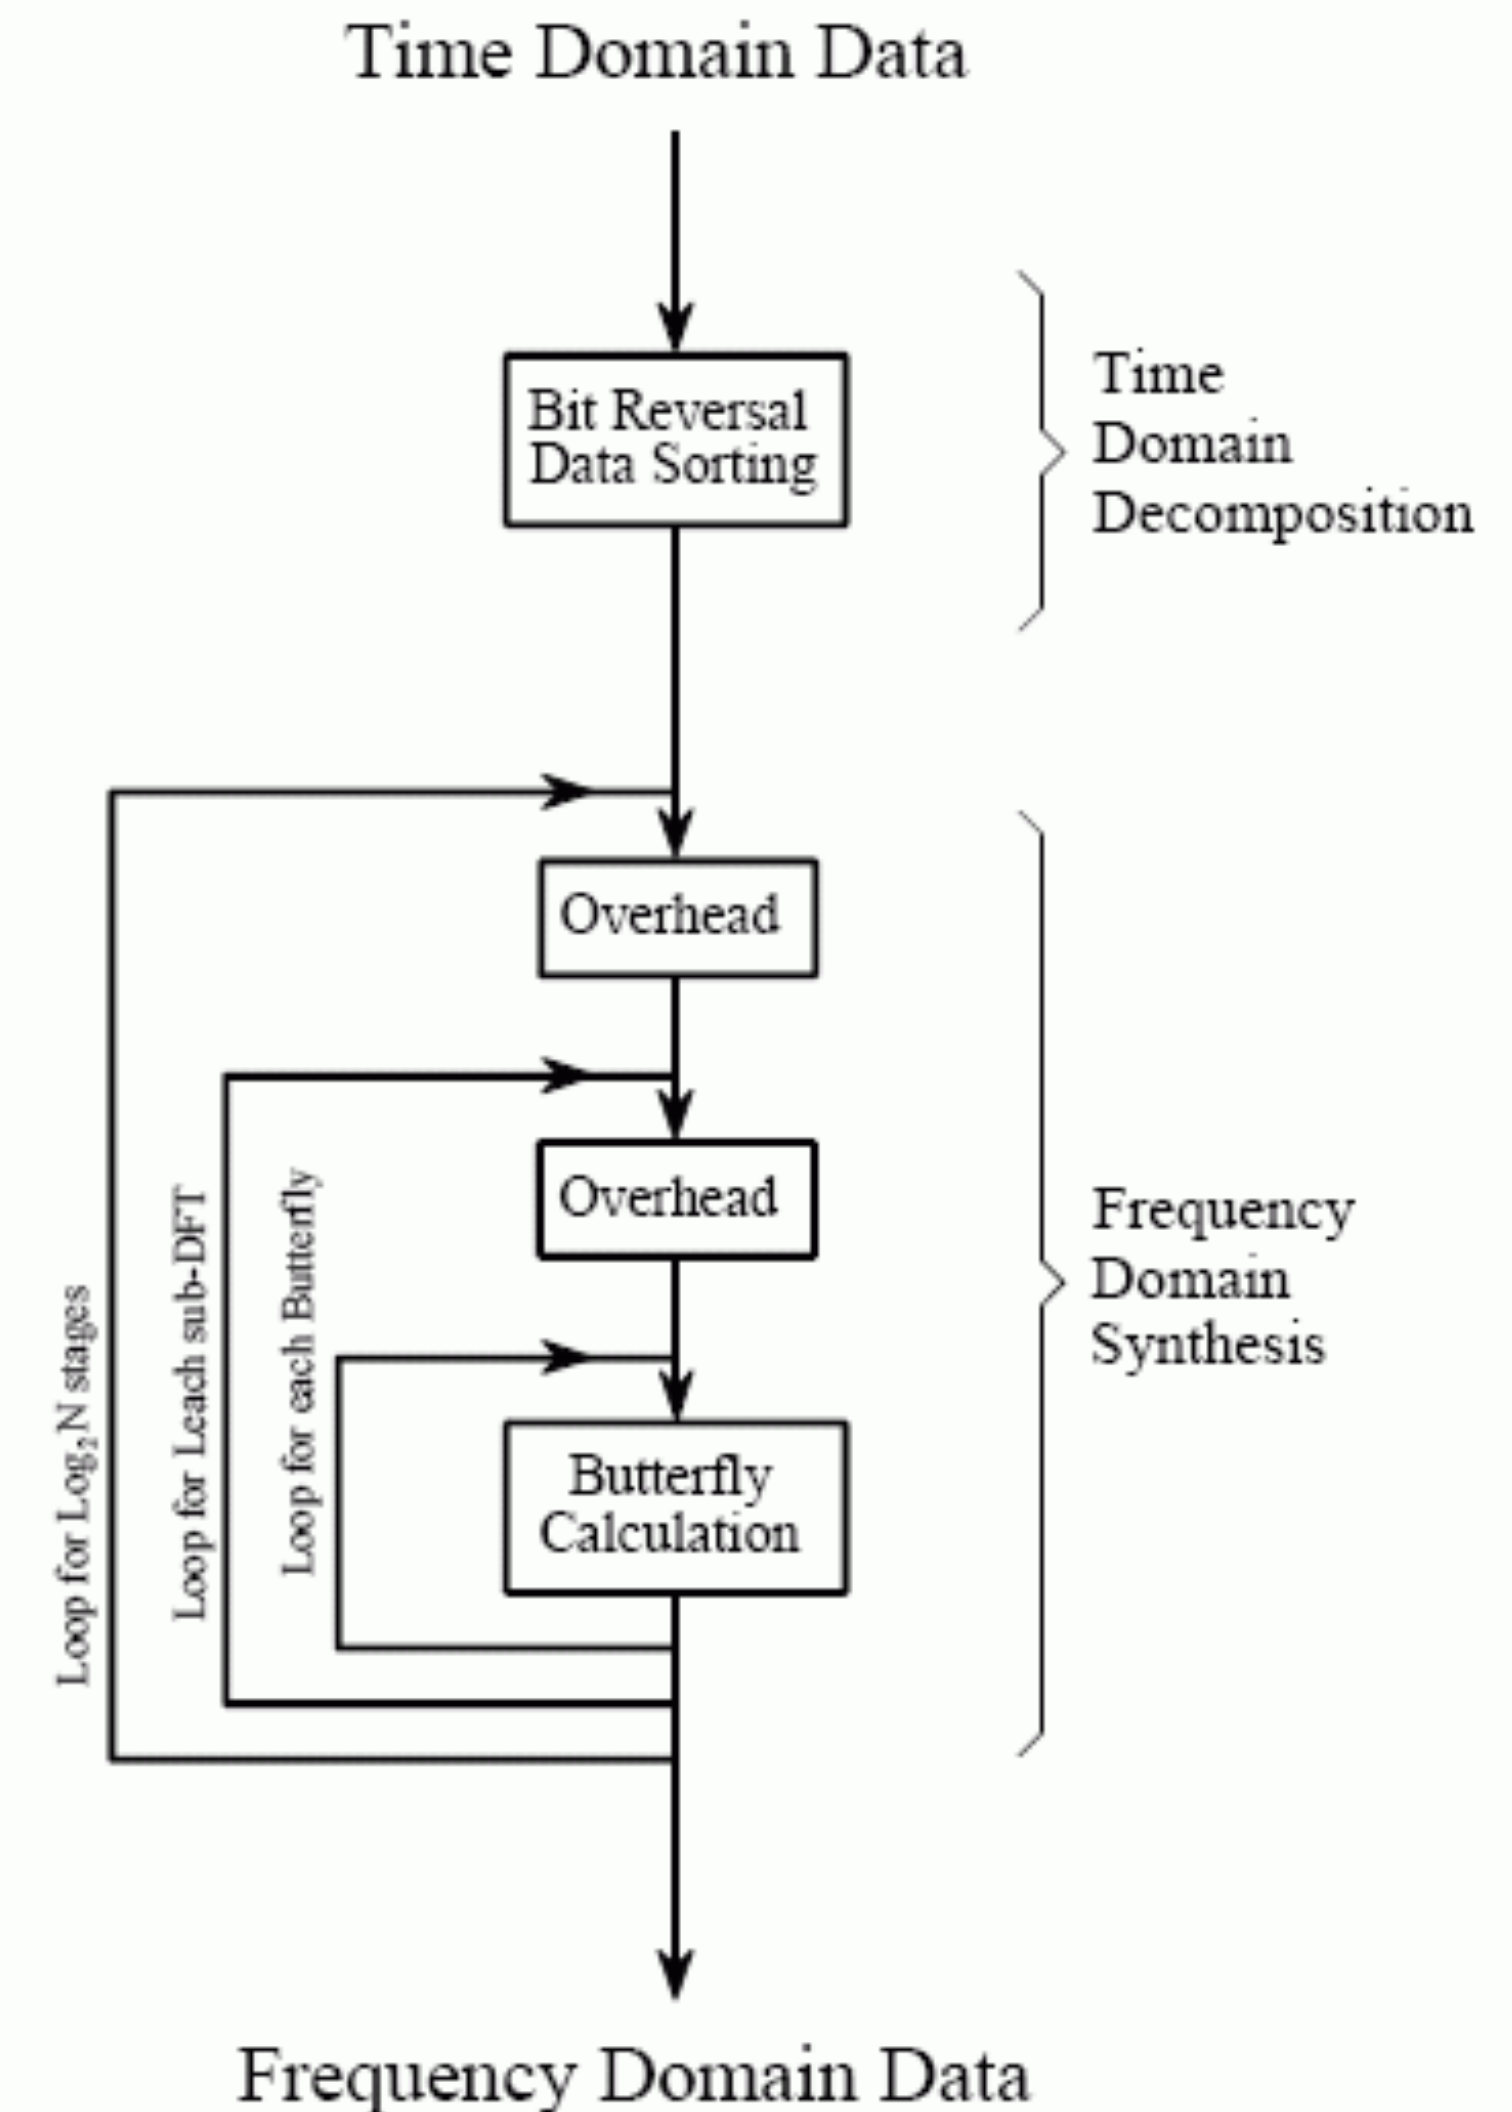 Time Domain Data
Bit Reversal
Data Sorting
Time
Domain
Decomposition
Overhead
Overhead
Loop for Log₂N stages
Loop for Leach sub-DFT
Loop for each Butterfly
Butterfly
Calculation
Frequency
Domain
Synthesis
Frequency Domain Data